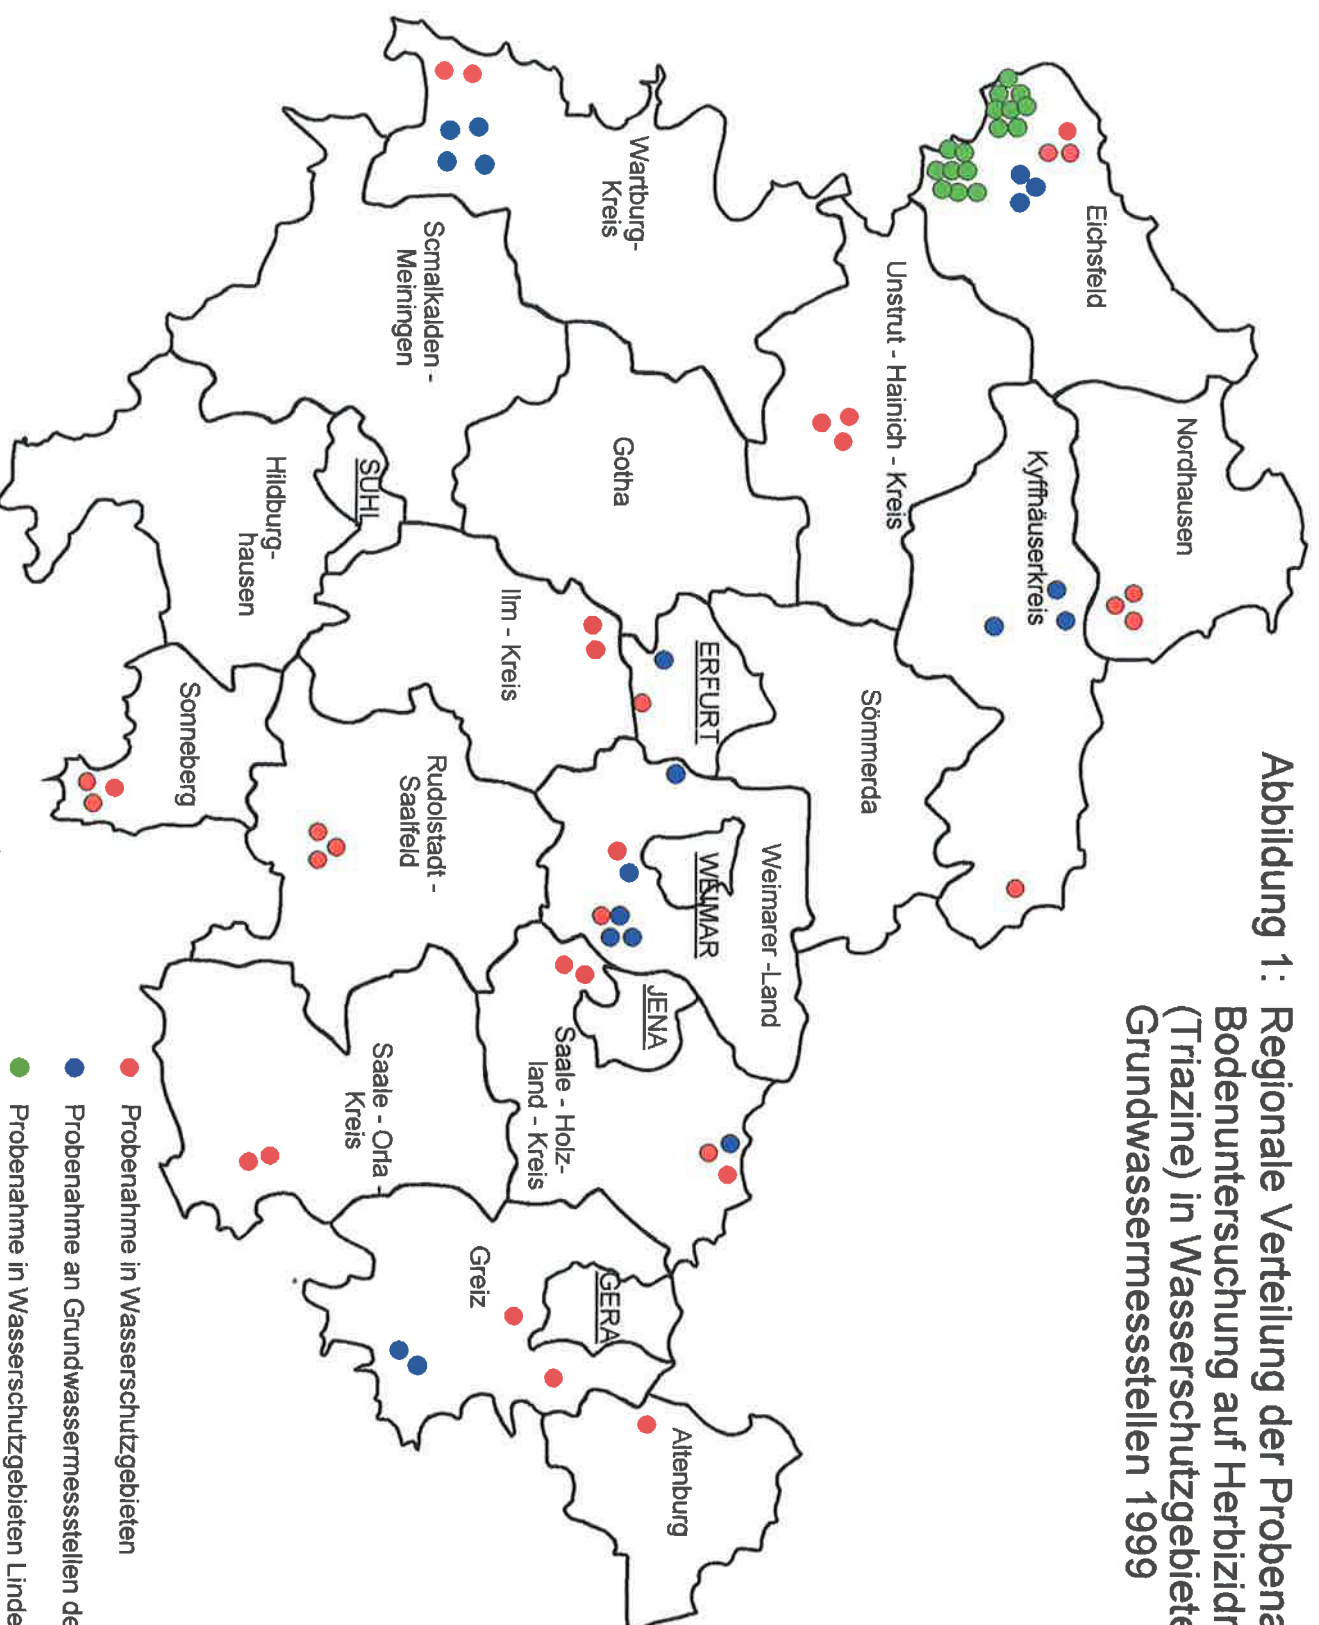 Abbildung 1: Regionale Verteilung der Probena
Bodenuntersuchung auf Herbizidr
(Triazine) in Wasserschutzgebiete
Grundwassermessstellen 1999
Eichsfeld
Nordhausen
Kyffhäuserkreis
Unstrut - Hainich - Kreis
Wartburg-
Kreis
Scmalkalden -
Meiningen
Gotha
SUHL
Hildburg-
hausen
Ilm - Kreis
ERFURT
Sömmerda
Sonneberg
Rudolstadt -
Saalfeld
WEIMAR
Weimarer -Land
JENA
Saale - Holz-
land - Kreis
Saale - Orla -
Kreis
Greiz
GERA
Altenburg
Probenahme in Wasserschutzgebieten
Probenahme an Grundwassermessstellen de
Probenahme in Wasserschutzgebieten Linde